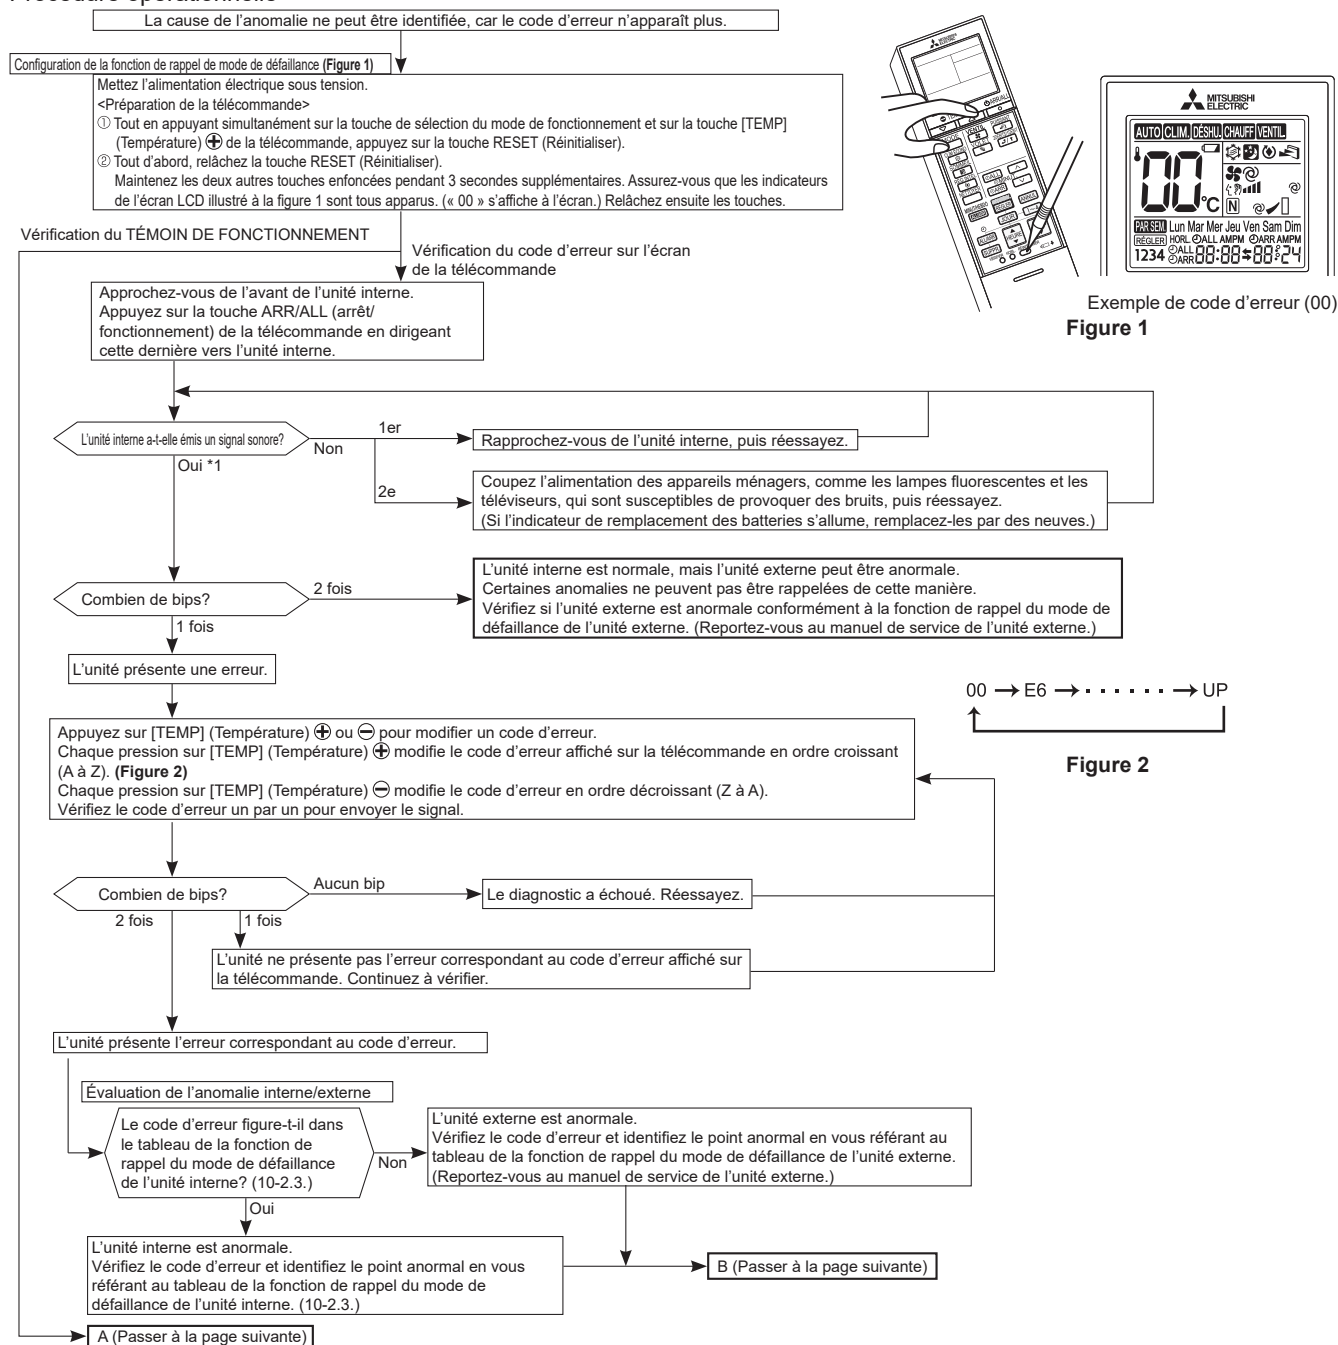 La cause de l’anomalie ne peut être identifiée, car le code d’erreur n’apparaît plus.
Configuration de la fonction de rappel de mode de défaillance (Figure 1)
Mettez l’alimentation électrique sous tension.
<Préparation de la télécommande>
① Tout en appuyant simultanément sur la touche de sélection du mode de fonctionnement et sur la touche [TEMP]
(Température) ⊕ de la télécommande, appuyez sur la touche RESET (Réinitialiser).
② Tout d’abord, relâchez la touche RESET (Réinitialiser).
Maintenez les deux autres touches enfoncées pendant 3 secondes supplémentaires. Assurez-vous que les indicateurs
de l’écran LCD illustré à la figure 1 sont tous apparus. (« 00 » s’affiche à l’écran.) Relâchez ensuite les touches.
MITSUBISHI
ELECTRIC
AUTO CLIM. DÉSHU. CHAUFF VENTIL.
00°C
N
PAR SEM. Lun Mar Mer Jeu Ven Sam Dim
RÉGLER HORL ALL AMPM ARR AMPM
1234 ALL ARR 88:88 88:24
Exemple de code d’erreur (00)
Figure 1
Vérification du TÉMOIN DE FONCTIONNEMENT
Vérification du code d’erreur sur l’écran
de la télécommande
Approchez-vous de l’avant de l’unité interne.
Appuyez sur la touche ARR/ALL (arrêt/
fonctionnement) de la télécommande en dirigeant
cette dernière vers l’unité interne.
L’unité interne a-t-elle émis un signal sonore?
Non
1er
Rapprochez-vous de l’unité interne, puis réessayez.
Oui *1
2e
Coupez l’alimentation des appareils ménagers, comme les lampes fluorescentes et les
téléviseurs, qui sont susceptibles de provoquer des bruits, puis réessayez.
(Si l’indicateur de remplacement des batteries s’allume, remplacez-les par des neuves.)
Combien de bips?
2 fois
L’unité interne est normale, mais l’unité externe peut être anormale.
Certaines anomalies ne peuvent pas être rappelées de cette manière.
Vérifiez si l’unité externe est anormale conformément à la fonction de rappel du mode de
défaillance de l’unité externe. (Reportez-vous au manuel de service de l’unité externe.)
1 fois
L’unité présente une erreur.
00 → E6 → · · · · · · → UP
Figure 2
Appuyez sur [TEMP] (Température) ⊕ ou ⊖ pour modifier un code d’erreur.
Chaque pression sur [TEMP] (Température) ⊕ modifie le code d’erreur affiché sur la télécommande en ordre croissant
(A à Z). (Figure 2)
Chaque pression sur [TEMP] (Température) ⊖ modifie le code d’erreur en ordre décroissant (Z à A).
Vérifiez le code d’erreur un par un pour envoyer le signal.
Combien de bips?
Aucun bip
Le diagnostic a échoué. Réessayez.
2 fois
1 fois
L’unité ne présente pas l’erreur correspondant au code d’erreur affiché sur
la télécommande. Continuez à vérifier.
L’unité présente l’erreur correspondant au code d’erreur.
Évaluation de l’anomalie interne/externe
Le code d’erreur figure-t-il dans
le tableau de la fonction de
rappel du mode de défaillance
de l’unité interne? (10-2.3.)
Non
L’unité externe est anormale.
Vérifiez le code d’erreur et identifiez le point anormal en vous référant au
tableau de la fonction de rappel du mode de défaillance de l’unité externe.
(Reportez-vous au manuel de service de l’unité externe.)
Oui
L’unité interne est anormale.
Vérifiez le code d’erreur et identifiez le point anormal en vous
référant au tableau de la fonction de rappel du mode de
défaillance de l’unité interne. (10-2.3.)
B (Passer à la page suivante)
A (Passer à la page suivante)